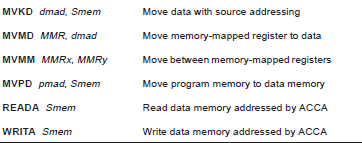 MVKD dmad, Smem Move data with source addressing
MVMD MMR, dmad Move memory-mapped register to data
MVMM MMRx, MMRy Move between memory-mapped registers
MVPD pmad, Smem Move program memory to data memory
READA Smem Read data memory addressed by ACCA
WRITA Smem Write data memory addressed by ACCA